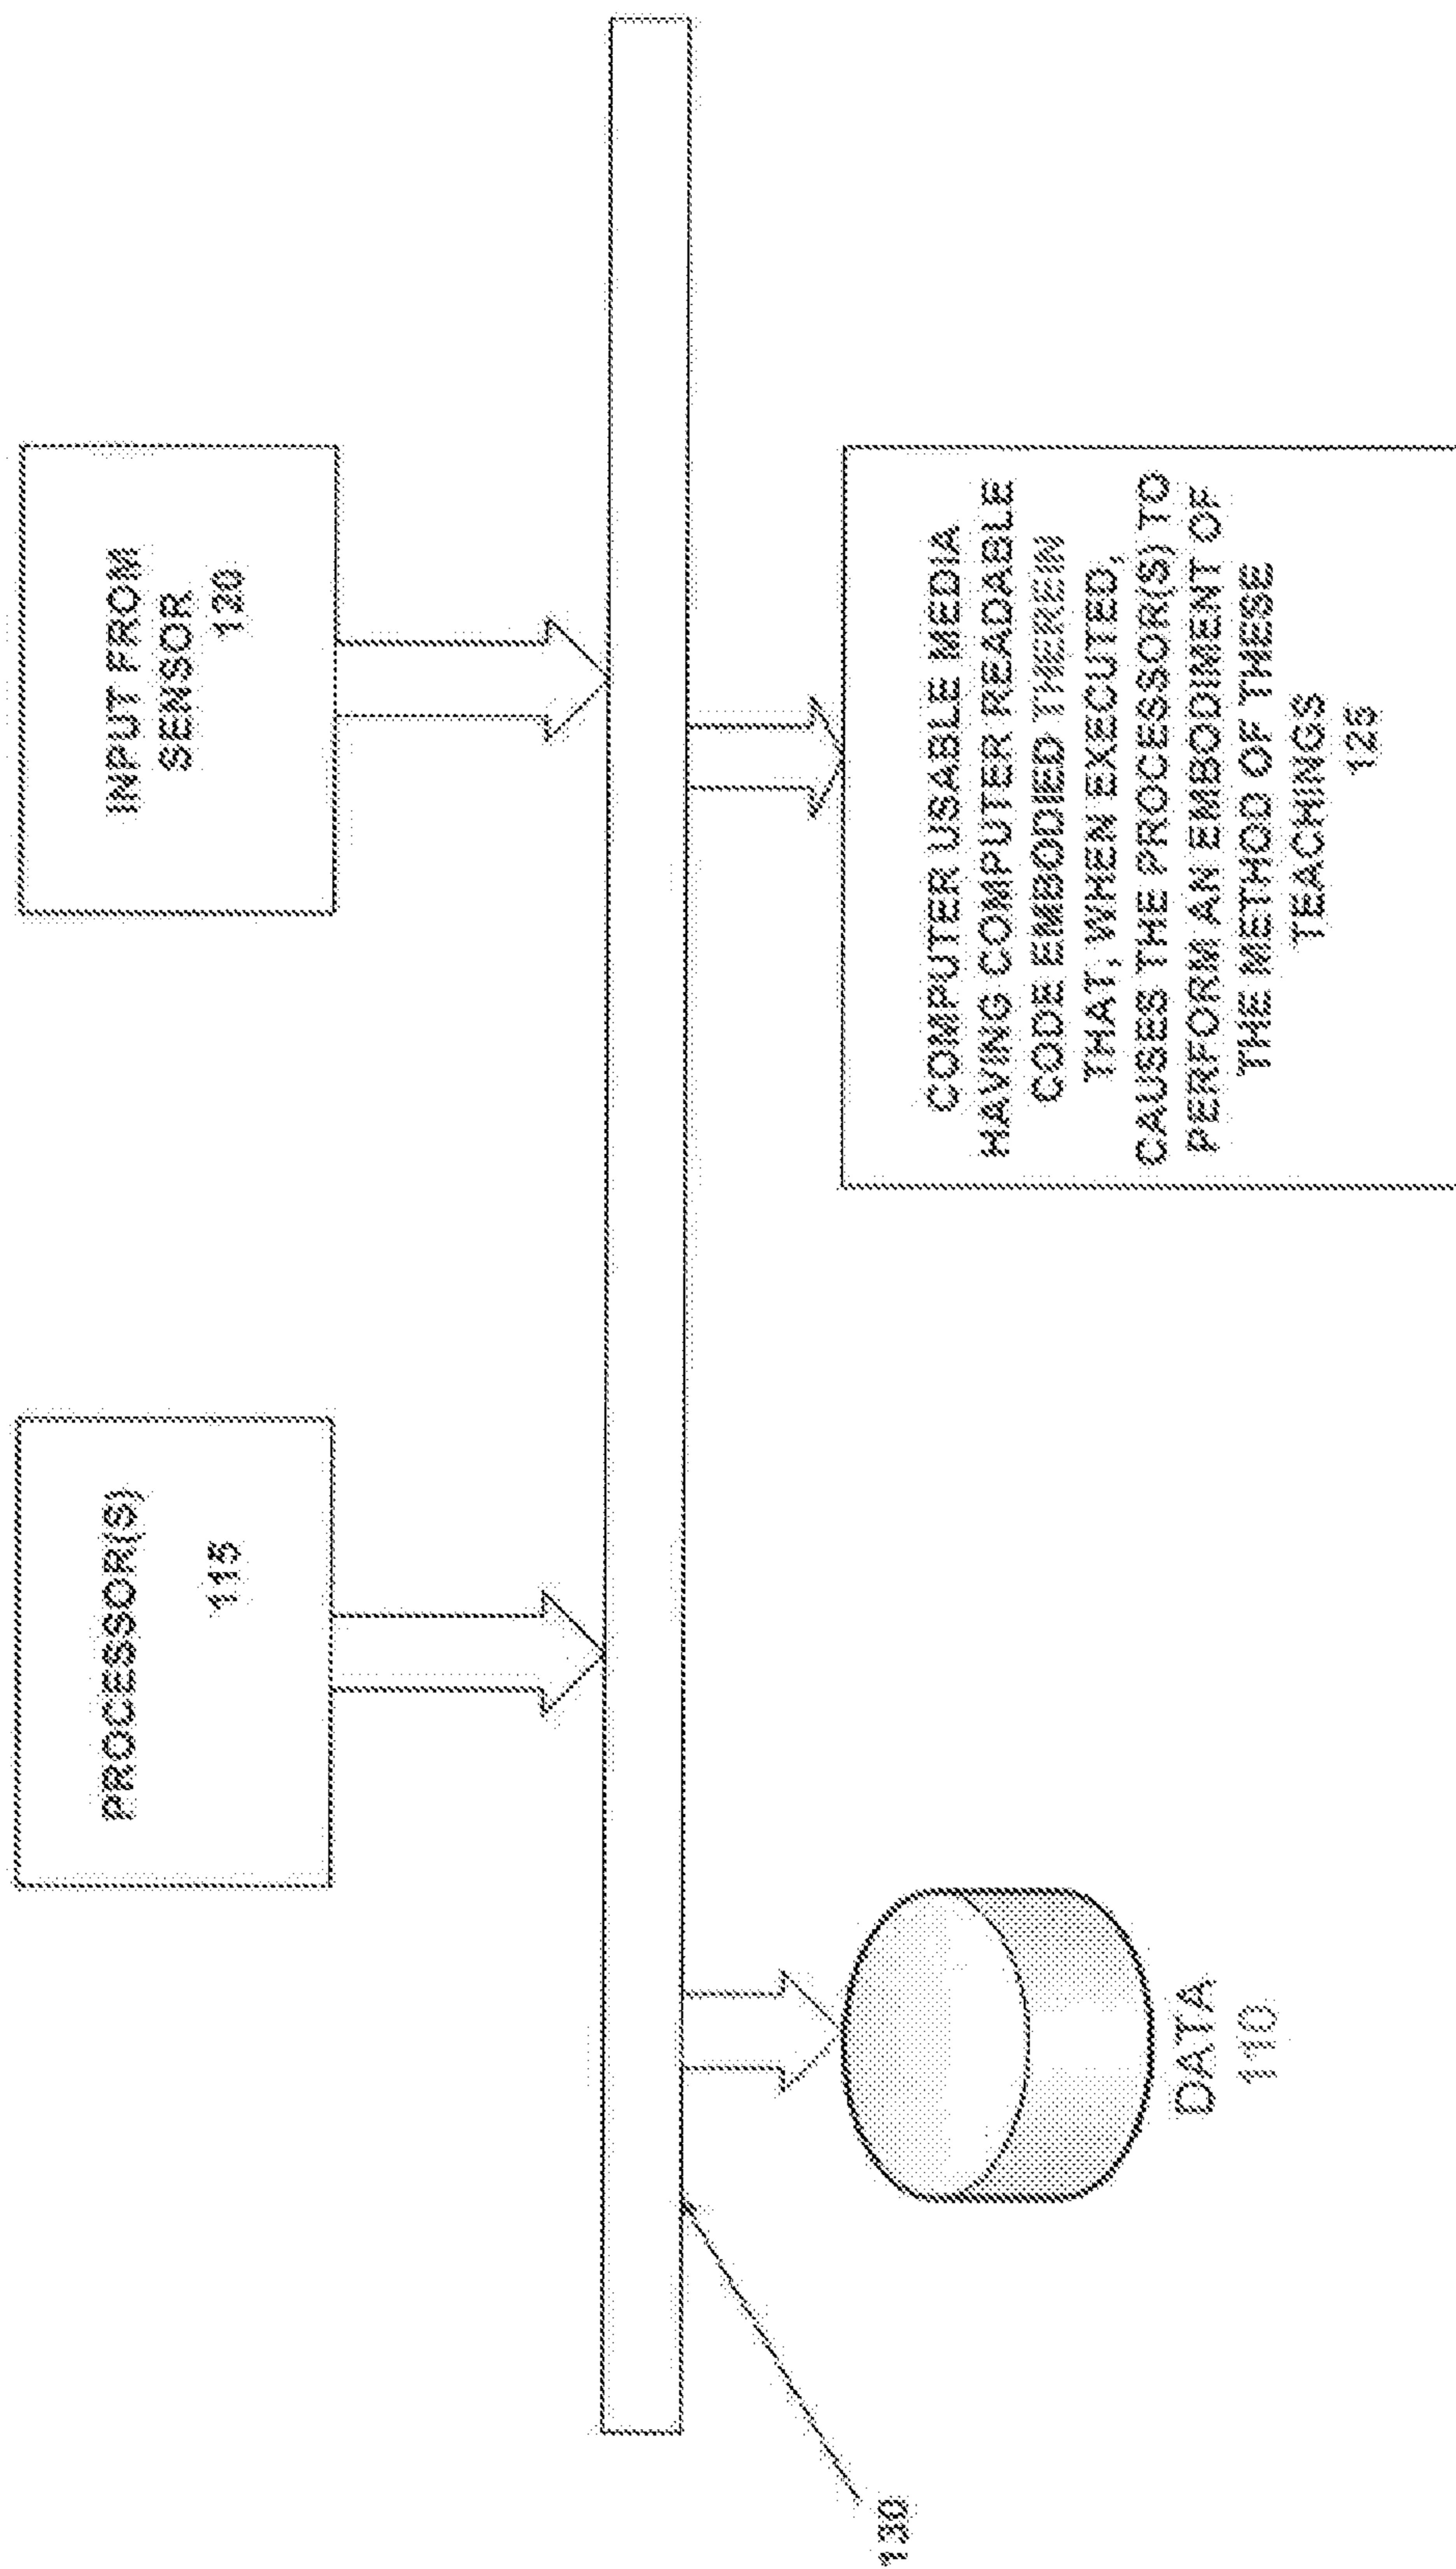 PROCESSOR(S)
115
INPUT FROM
SENSOR
120
130
DATA
110
COMPUTER USABLE MEDIA
HAVING COMPUTER READABLE
CODE EMBODIED THEREIN
THAT, WHEN EXECUTED,
CAUSES THE PROCESSOR(S) TO
PERFORM AN EMBODIMENT OF
THE METHOD OF THESE
TEACHINGS
125